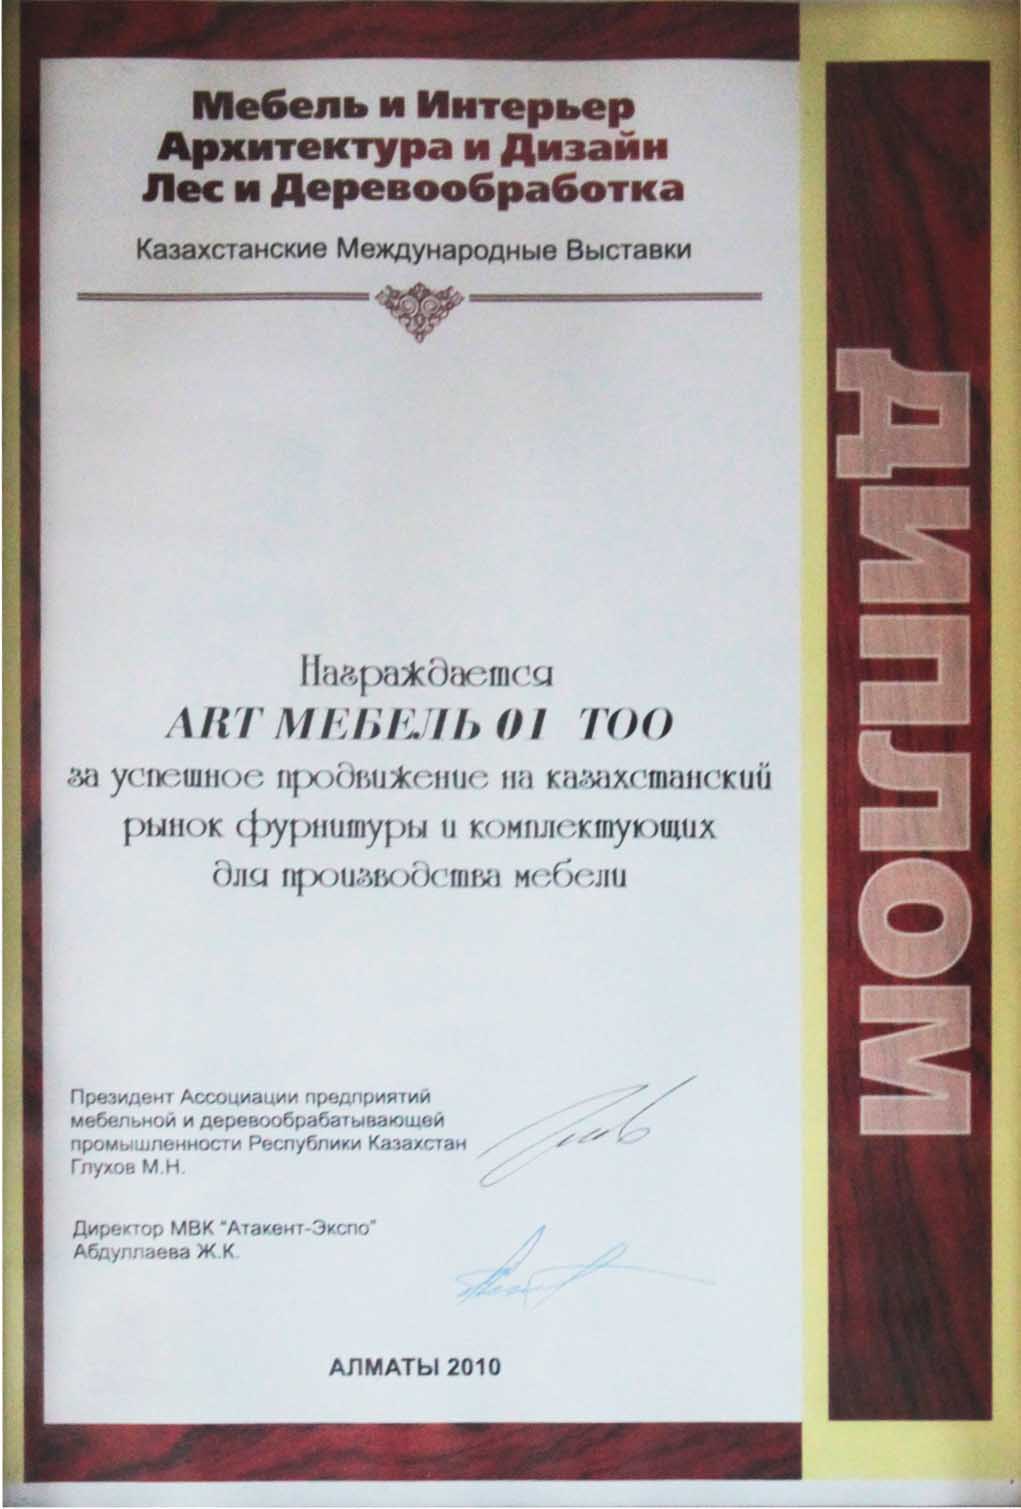 Мебель и Интерьер
Архитектура и Дизайн
Лес и Деревообработка
Казахстанские Международные Выставки
ДИПЛОМ
Награждается
ART МЕБЕЛЬ 01 ТОО
за успешное продвижение на казахстанский
рынок фурнитуры и комплектующих
для производства мебели
Президент Ассоциации предприятий
мебельной и деревообрабатывающей
промышленности Республики Казахстан
Глухов М.Н.
Директор МВК "Атакент-Экспо"
Абдуллаева Ж.К.
АЛМАТЫ 2010